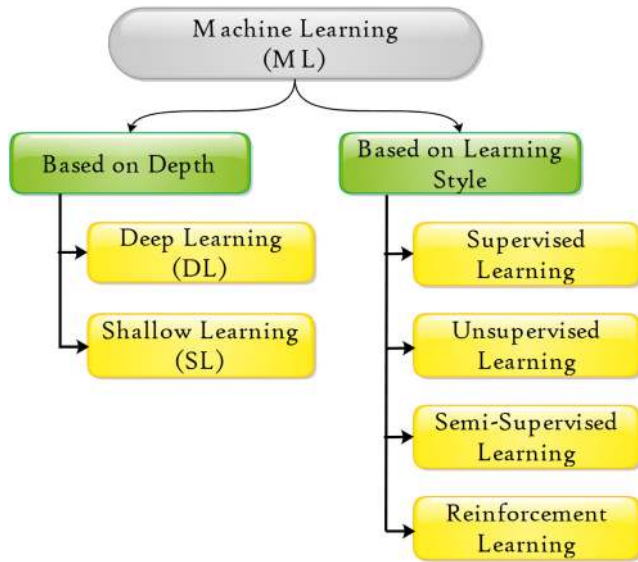 Machine Learning
(ML)
Based on Depth
Deep Learning
(DL)
Shallow Learning
(SL)
Based on Learning
Style
Supervised
Learning
Unsupervised
Learning
Semi-Supervised
Learning
Reinforcement
Learning